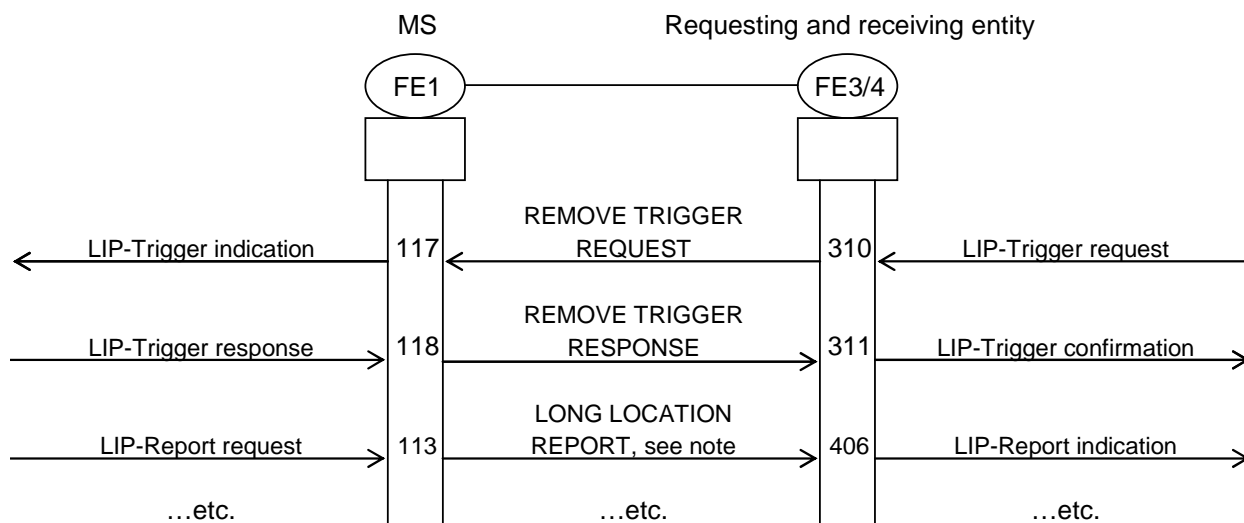 MS
Requesting and receiving entity
FE1
FE3/4
REMOVE TRIGGER
LIP-Trigger indication
117
REQUEST
310
LIP-Trigger request
REMOVE TRIGGER
LIP-Trigger response
118
RESPONSE
311
LIP-Trigger confirmation
LONG LOCATION
LIP-Report request
113
REPORT, see note
406
LIP-Report indication
...etc.
...etc.
...etc.